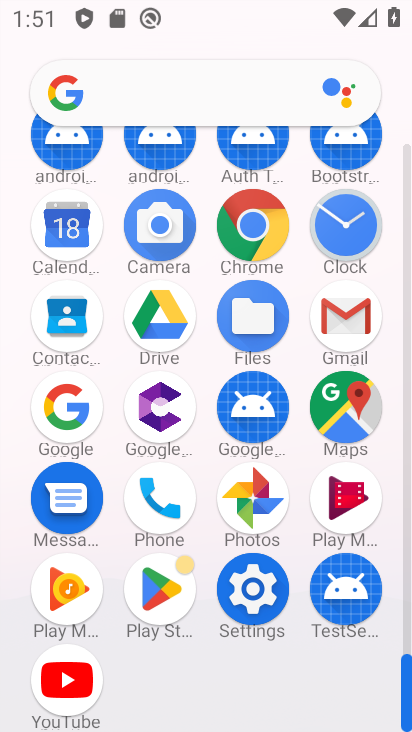 1:51
androi... androi... Auth T... Bootstr...
18
Calend... Camera Chrome Clock
Contac... Drive Files Gmail
Google Google... Google... Maps
Messa... Phone Photos Play M...
Play M... Play St... Settings TestSe...
YouTube